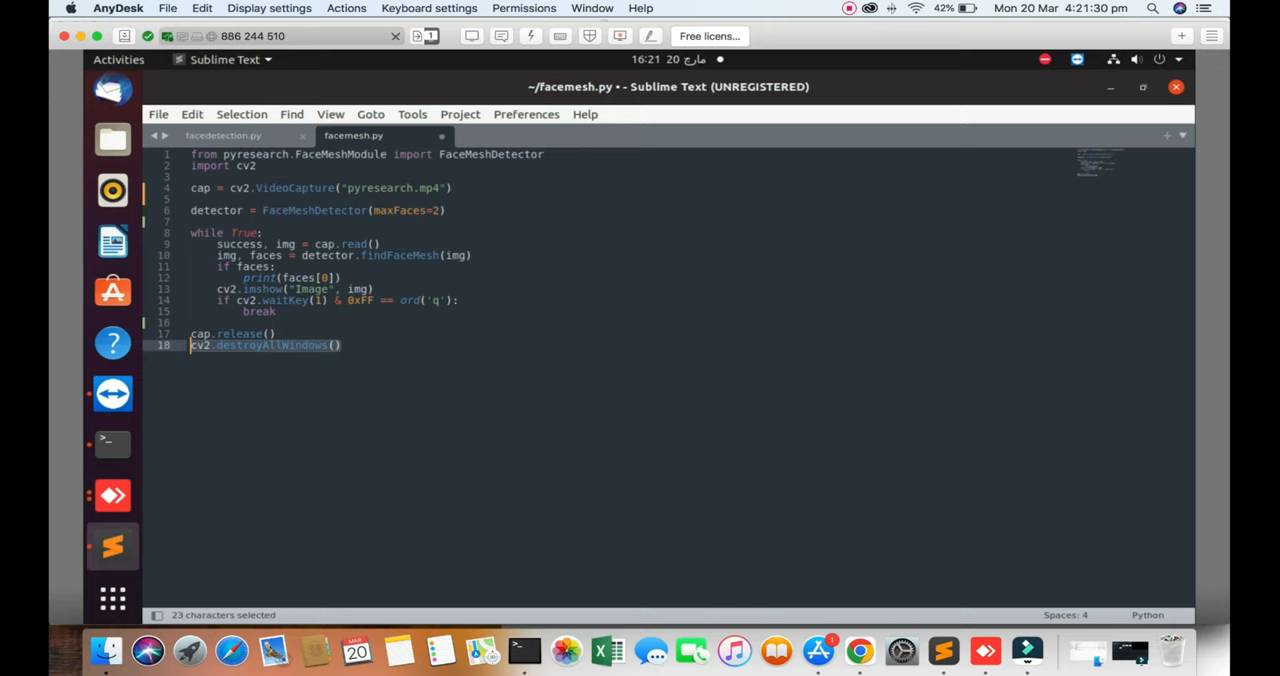 AnyDesk File Edit Display settings Actions Keyboard settings Permissions Window Help 42% Mon 20 Mar 4:21:30 pm
886 244 510 1 Free licens...
Activities Sublime Text 16:21 20 مارچ
~/facemesh.py • - Sublime Text (UNREGISTERED)
File Edit Selection Find View Goto Tools Project Preferences Help
facedetection.py facemesh.py
1 from pyresearch.FaceMeshModule import FaceMeshDetector
2 import cv2
3
4 cap = cv2.VideoCapture("pyresearch.mp4")
5
6 detector = FaceMeshDetector(maxFaces=2)
7
8 while True:
9 success, img = cap.read()
10 img, faces = detector.findFaceMesh(img)
11 if faces:
12 print(faces[0])
13 cv2.imshow("Image", img)
14 if cv2.waitKey(1) & 0xFF == ord('q'):
15 break
16
17 cap.release()
18 cv2.destroyAllWindows()
23 characters selected Spaces: 4 Python
MAR
20
1